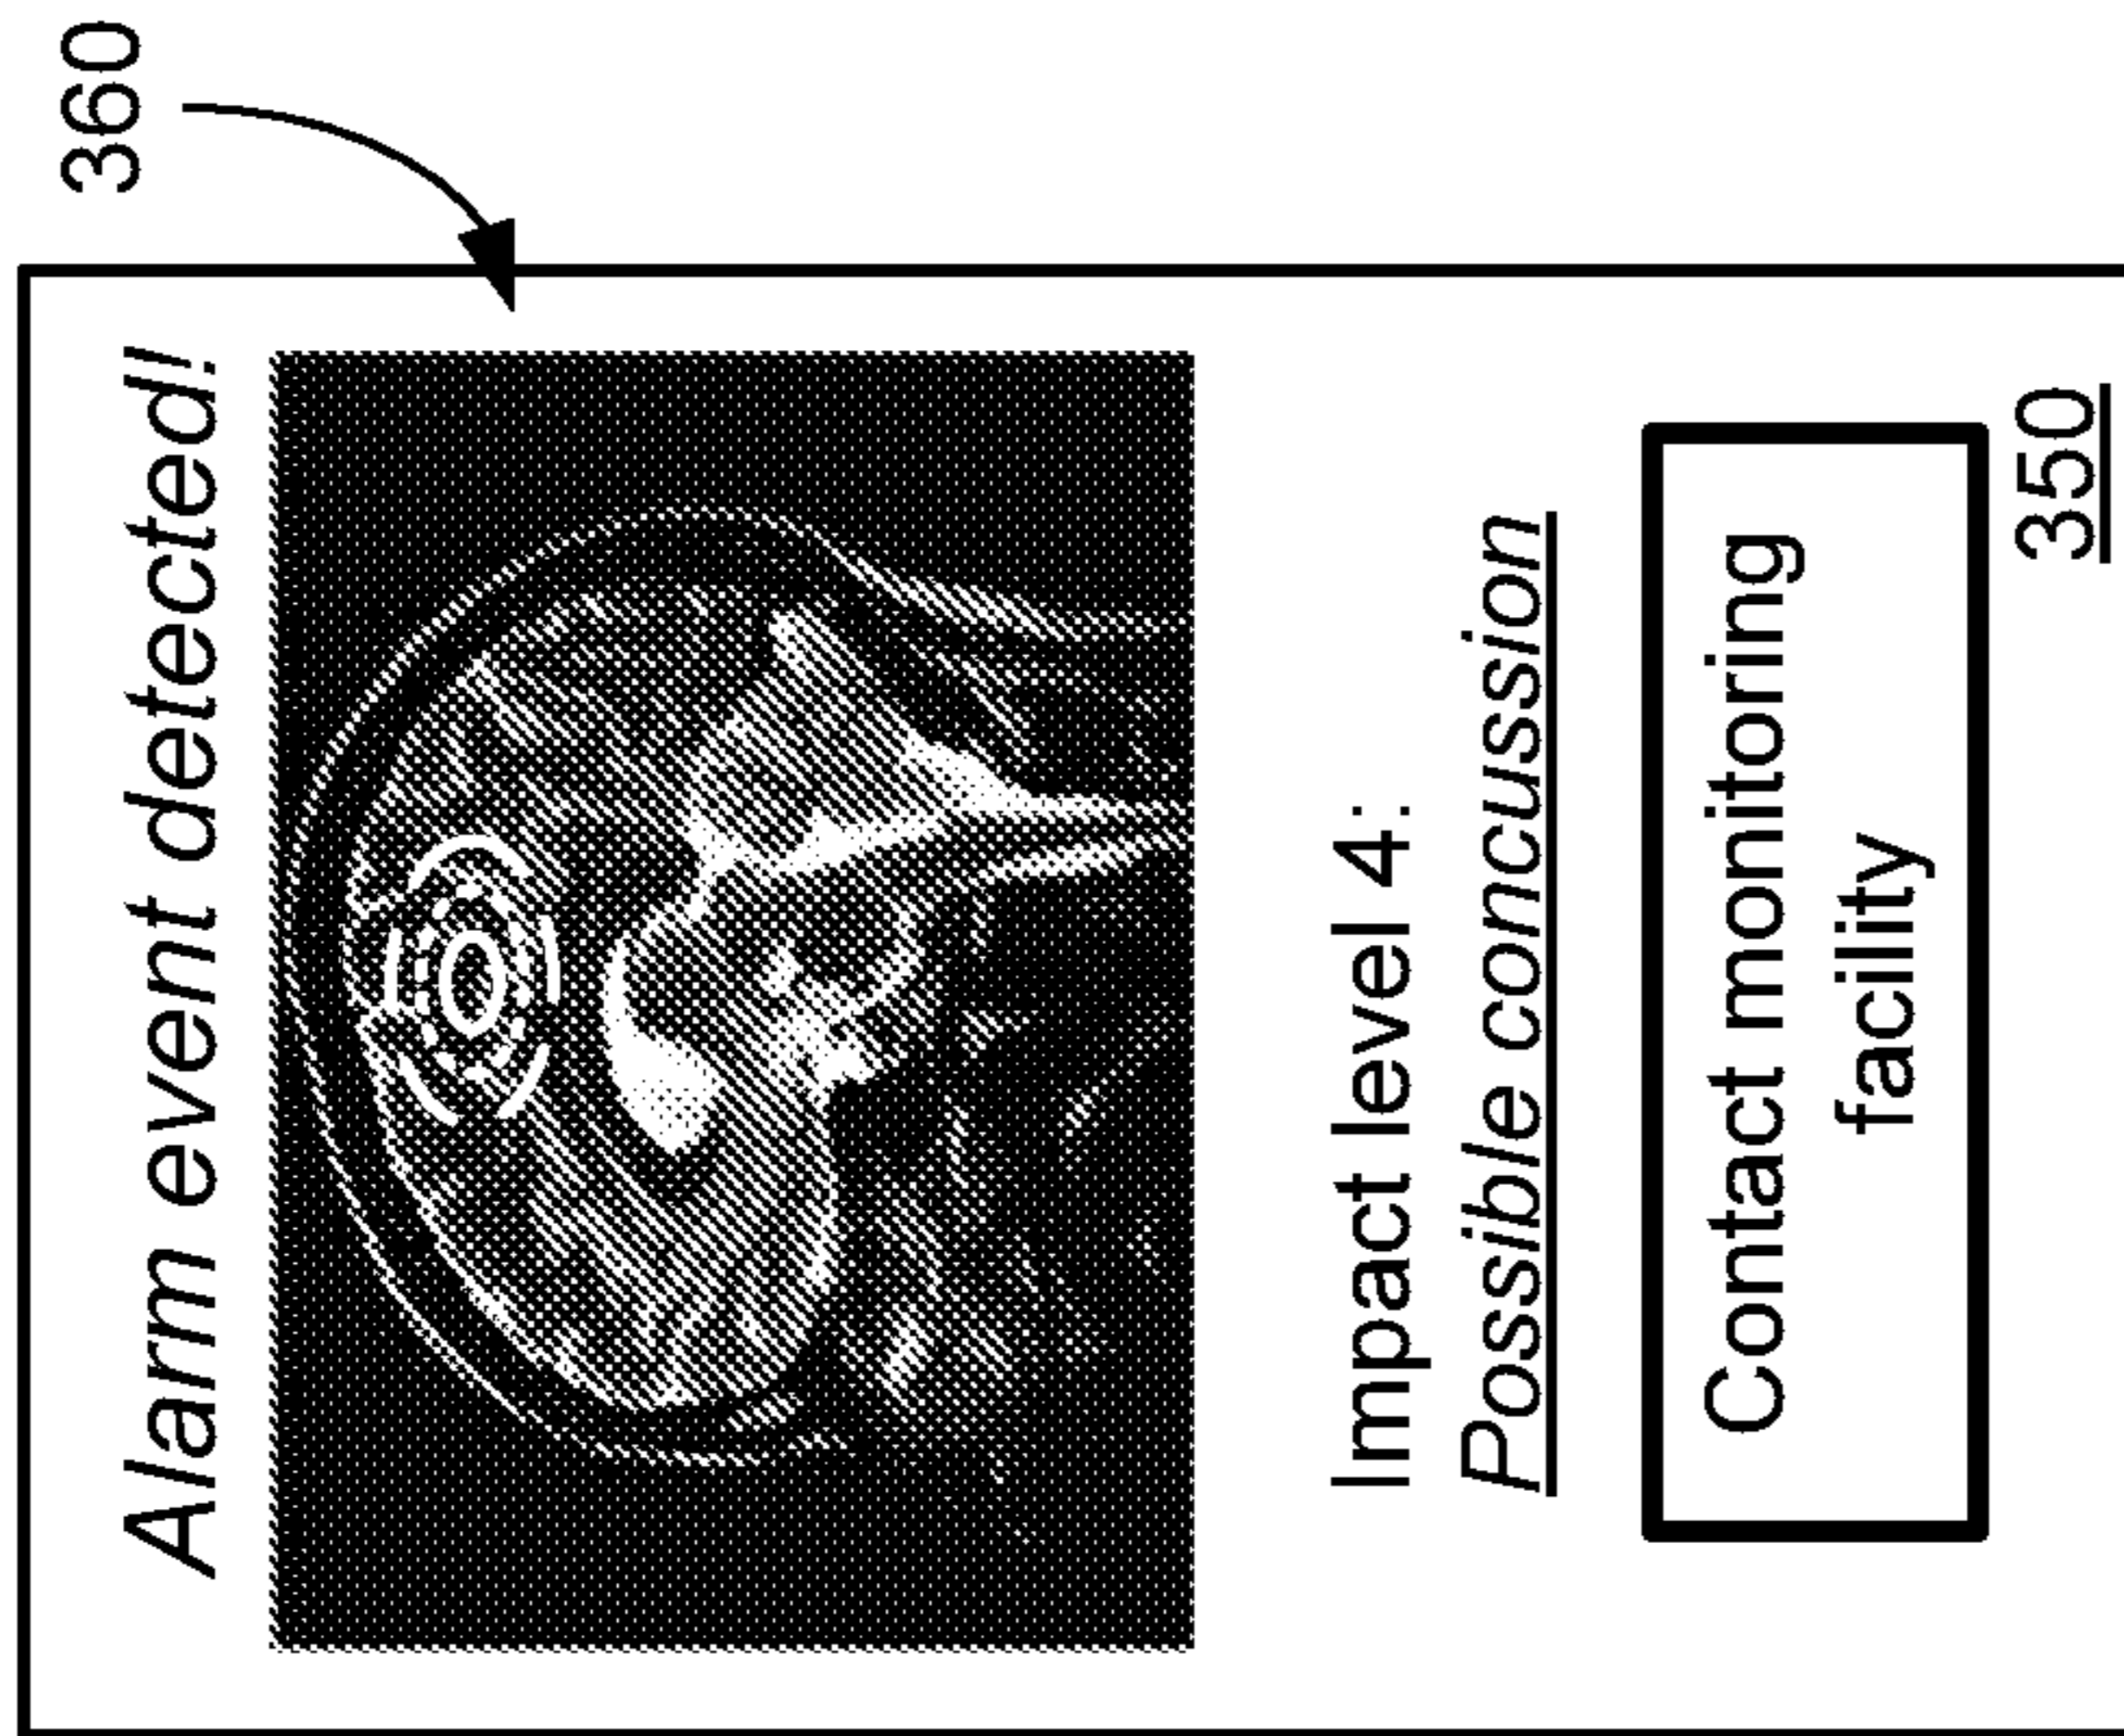 360
Alarm event detected!
Impact level 4:
Possible concussion
Contact monitoring
facility
350